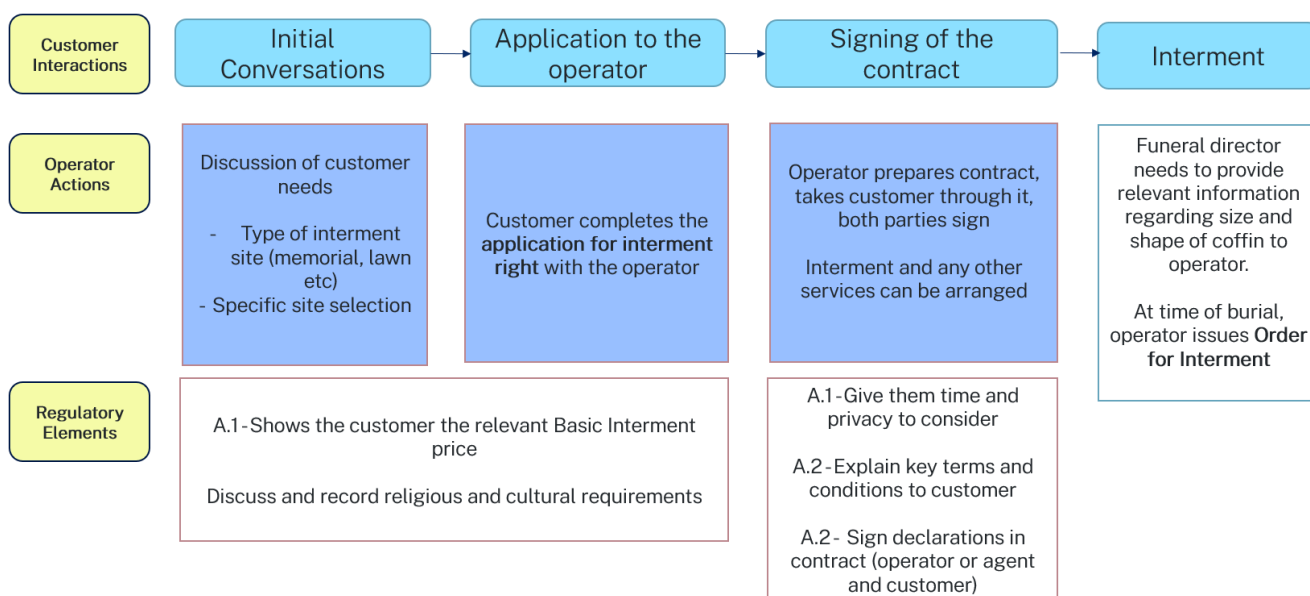 Customer
Interactions
Initial
Conversations
Application to the
operator
Signing of the
contract
Interment
Operator
Actions
Discussion of customer
needs
- Type of interment
site (memorial, lawn
etc)
- Specific site selection
Customer completes the
application for interment
right with the operator
Operator prepares contract,
takes customer through it,
both parties sign
Interment and any other
services can be arranged
Funeral director
needs to provide
relevant information
regarding size and
shape of coffin to
operator.
At time of burial,
operator issues Order
for Interment
Regulatory
Elements
A.1 - Shows the customer the relevant Basic Interment
price
Discuss and record religious and cultural requirements
A.1 - Give them time and
privacy to consider
A.2 - Explain key terms and
conditions to customer
A.2 - Sign declarations in
contract (operator or agent
and customer)